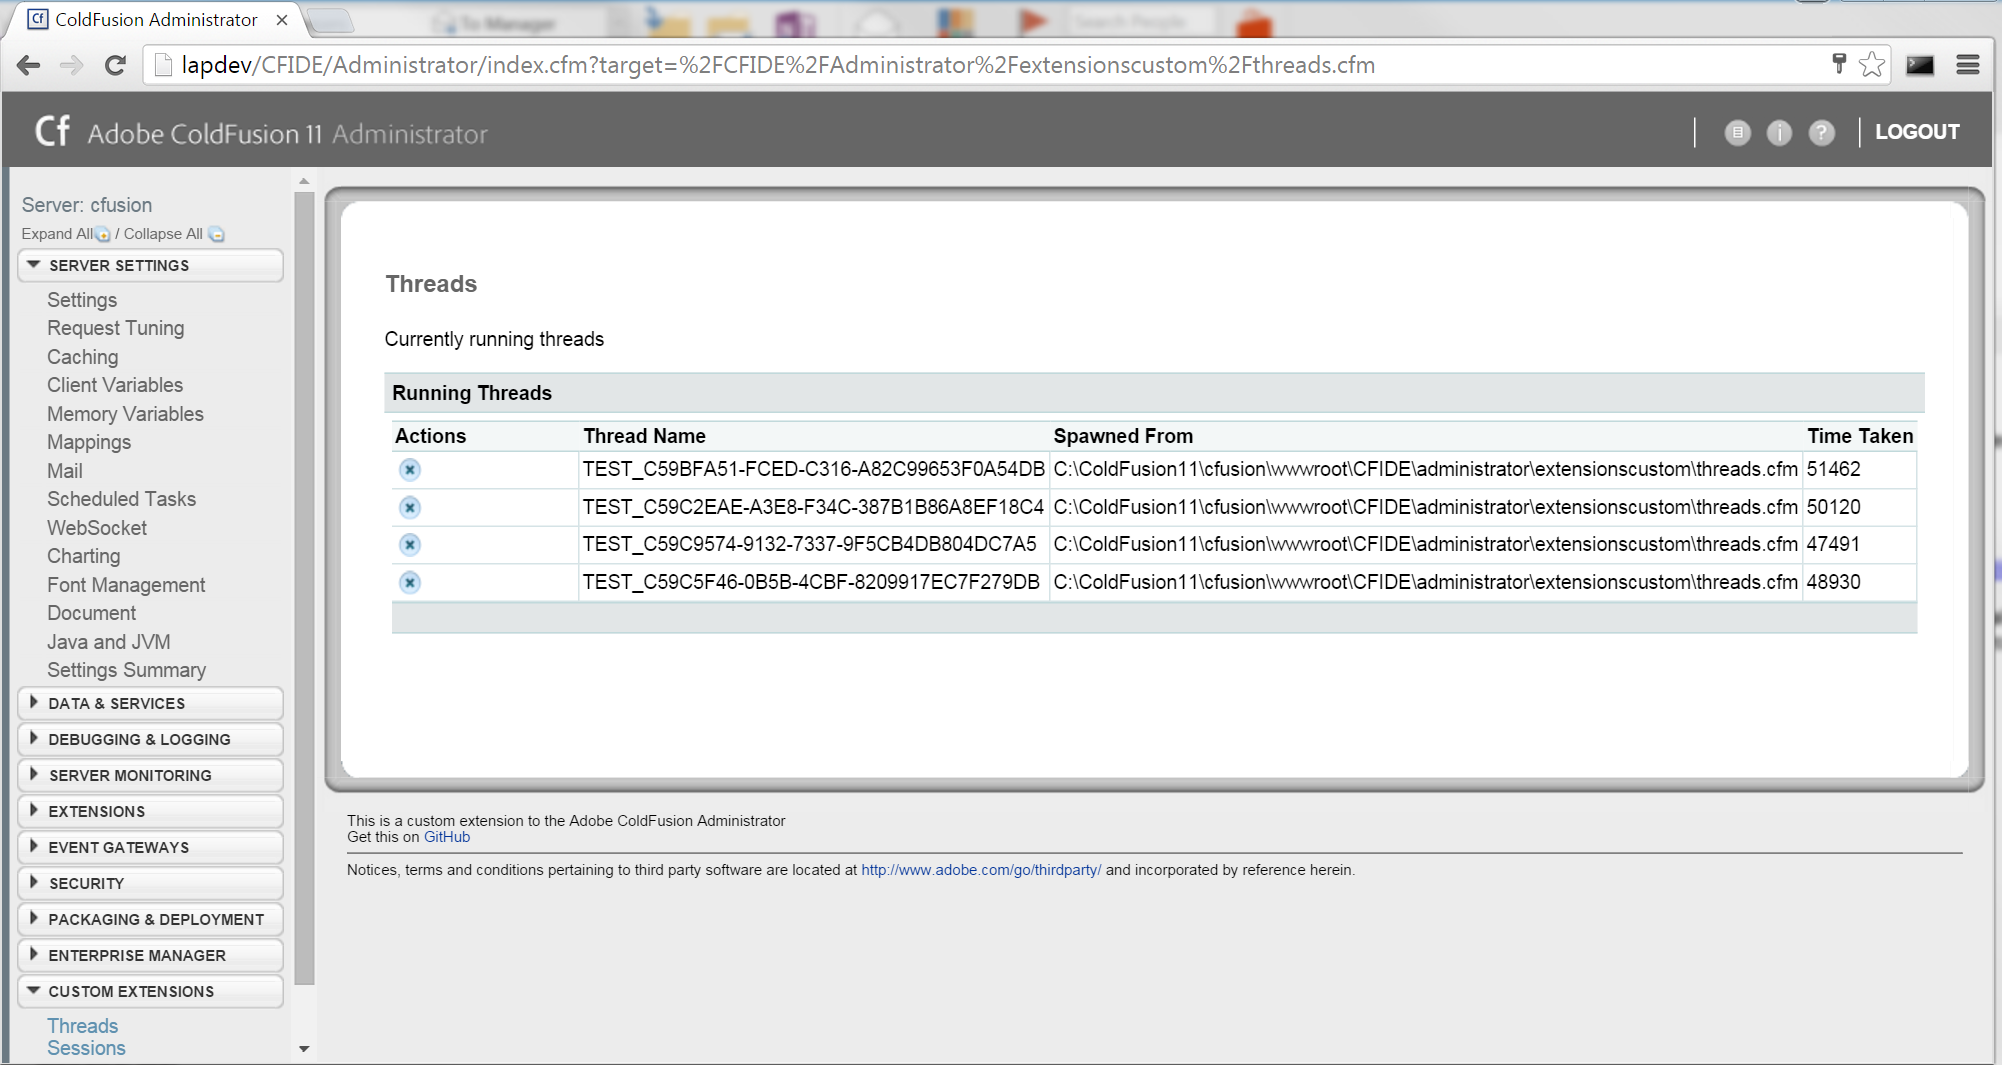 ColdFusion Administrator
To Manager
Search People
lapdev/CFIDE/Administrator/index.cfm?target=%2FCFIDE%2FAdministrator%2Fextensionscustom%2Fthreads.cfm
Cf Adobe ColdFusion 11 Administrator
LOGOUT
Server: cfusion
Expand All / Collapse All
SERVER SETTINGS
Settings
Request Tuning
Caching
Client Variables
Memory Variables
Mappings
Mail
Scheduled Tasks
WebSocket
Charting
Font Management
Document
Java and JVM
Settings Summary
DATA & SERVICES
DEBUGGING & LOGGING
SERVER MONITORING
EXTENSIONS
EVENT GATEWAYS
SECURITY
PACKAGING & DEPLOYMENT
ENTERPRISE MANAGER
CUSTOM EXTENSIONS
Threads
Sessions
Threads
Currently running threads
Running Threads
Actions Thread Name Spawned From Time Taken
TEST_C59BFA51-FCED-C316-A82C99653F0A54DB C:\ColdFusion11\cfusion\wwwroot\CFIDE\administrator\extensionscustom\threads.cfm 51462
TEST_C59C2EAE-A3E8-F34C-387B1B86A8EF18C4 C:\ColdFusion11\cfusion\wwwroot\CFIDE\administrator\extensionscustom\threads.cfm 50120
TEST_C59C9574-9132-7337-9F5CB4DB804DC7A5 C:\ColdFusion11\cfusion\wwwroot\CFIDE\administrator\extensionscustom\threads.cfm 47491
TEST_C59C5F46-0B5B-4CBF-8209917EC7F279DB C:\ColdFusion11\cfusion\wwwroot\CFIDE\administrator\extensionscustom\threads.cfm 48930
This is a custom extension to the Adobe ColdFusion Administrator
Get this on GitHub
Notices, terms and conditions pertaining to third party software are located at http://www.adobe.com/go/thirdparty/ and incorporated by reference herein.